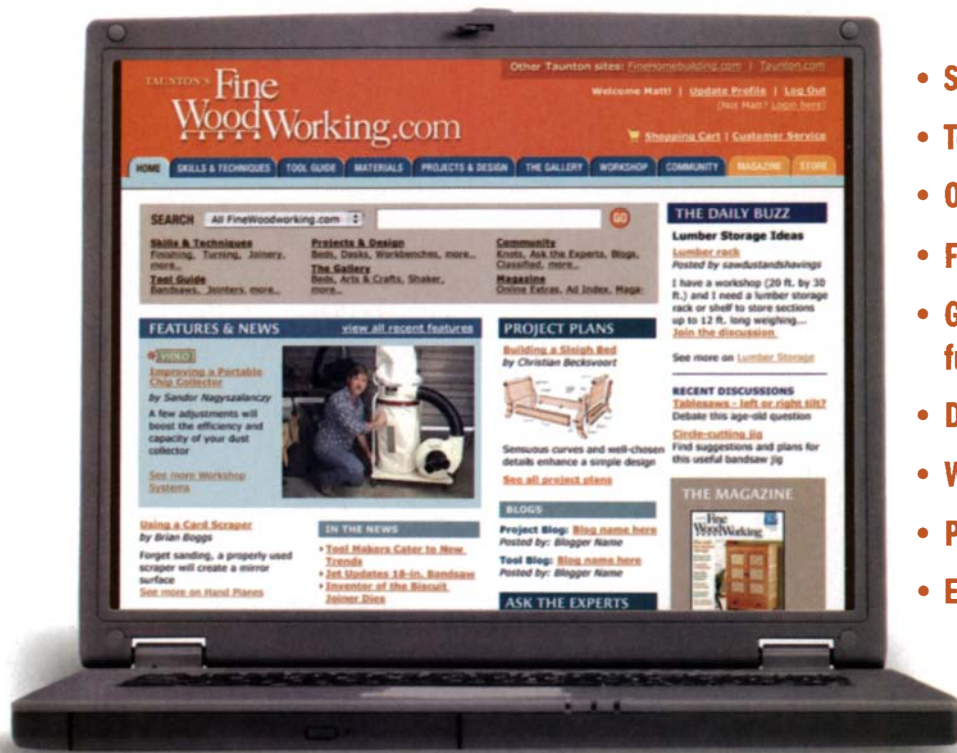 TAUNTON'S Fine
WoodWorking.com
Other Taunton sites: FineHomebuilding.com | Taunton.com
Welcome Matt! | Update Profile | Log Out
(Not Matt? Login here)
Shopping Cart | Customer Service
HOME SKILLS & TECHNIQUES TOOL GUIDE MATERIALS PROJECTS & DESIGN THE GALLERY WORKSHOP COMMUNITY MAGAZINE STORE
SEARCH All FineWoodworking.com GO
Skills & Techniques
Finishing, Turning, Joinery,
more...
Tool Guide
Bandsaws, Jointers, more...
Projects & Design
Beds, Desks, Workbenches, more...
The Gallery
Beds, Arts & Crafts, Shaker,
more...
Community
Knots, Ask the Experts, Blogs,
Classified, more...
Magazine
Online Extras, Ad Index, Maga-
FEATURES & NEWS view all recent features
VIDEO
Improving a Portable
Chip Collector
by Sandor Nagyszalanczy
A few adjustments will
boost the efficiency and
capacity of your dust
collector
See more Workshop
Systems
Using a Card Scraper
by Brian Boggs
Forget sanding, a properly used
scraper will create a mirror
surface
See more on Hand Planes
IN THE NEWS
• Tool Makers Cater to New
Trends
• Jet Updates 18-in. Bandsaw
• Inventor of the Biscuit
Joiner Dies
PROJECT PLANS
Building a Sleigh Bed
by Christian Becksvoort
Sensuous curves and well-chosen
details enhance a simple design
See all project plans
BLOGS
Project Blog: Blog name here
Posted by: Blogger Name
Tool Blog: Blog name here
Posted by: Blogger Name
ASK THE EXPERTS
THE DAILY BUZZ
Lumber Storage Ideas
Lumber rack
Posted by sawdustandshavings
I have a workshop (20 ft. by 30
ft.) and I need a lumber storage
rack or shelf to store sections
up to 12 ft. long weighing...
Join the discussion
See more on Lumber Storage
RECENT DISCUSSIONS
Tablesaws - left or right tilt?
Debate this age-old question
Circle-cutting jig
Find suggestions and plans for
this useful bandsaw jig
THE MAGAZINE
Fine
WoodWorking